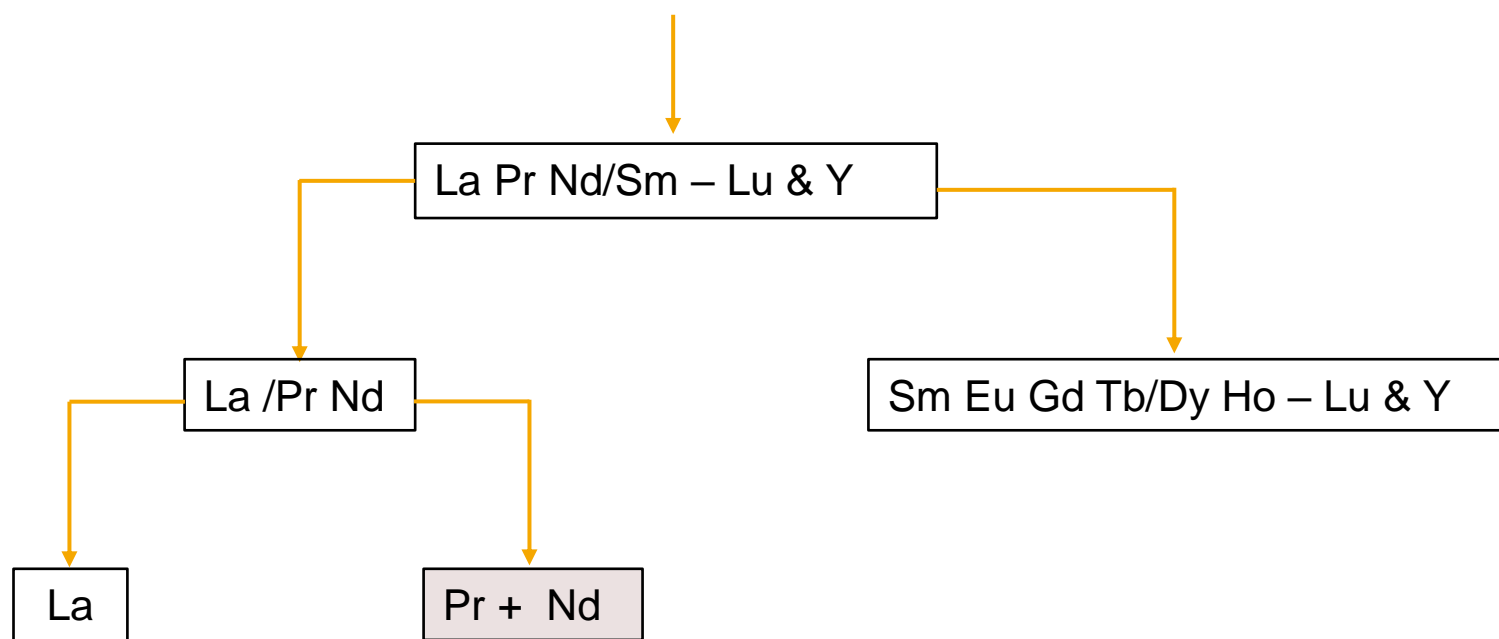 La Pr Nd/Sm – Lu & Y
La /Pr Nd
Sm Eu Gd Tb/Dy Ho – Lu & Y
La
Pr + Nd